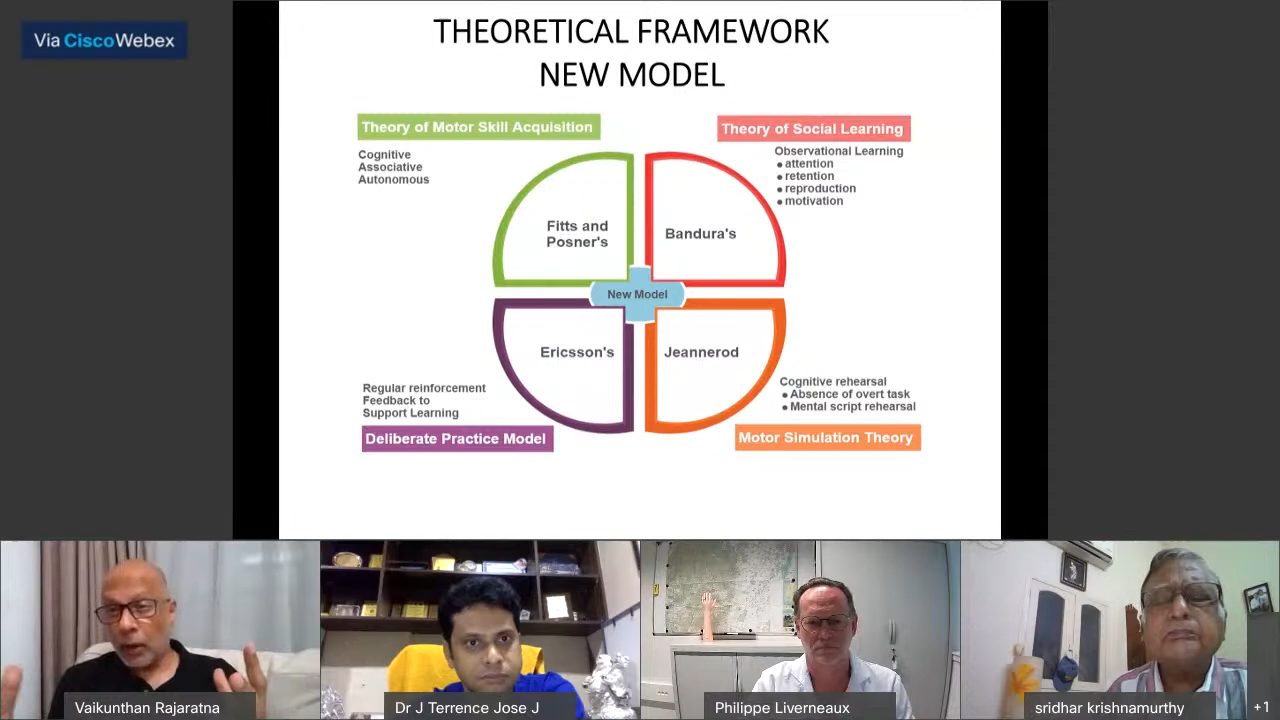 Via Cisco Webex
THEORETICAL FRAMEWORK
NEW MODEL
Theory of Motor Skill Acquisition
Cognitive
Associative
Autonomous
Theory of Social Learning
Observational Learning
• attention
• retention
• reproduction
• motivation
Fitts and
Posner's
Bandura's
New Model
Ericsson's
Jeannerod
Regular reinforcement
Feedback to
Support Learning
Deliberate Practice Model
Cognitive rehearsal
• Absence of overt task
• Mental script rehearsal
Motor Simulation Theory
Vaikunthan Rajaratna
Dr J Terrence Jose J
Philippe Liverneaux
sridhar krishnamurthy
+1